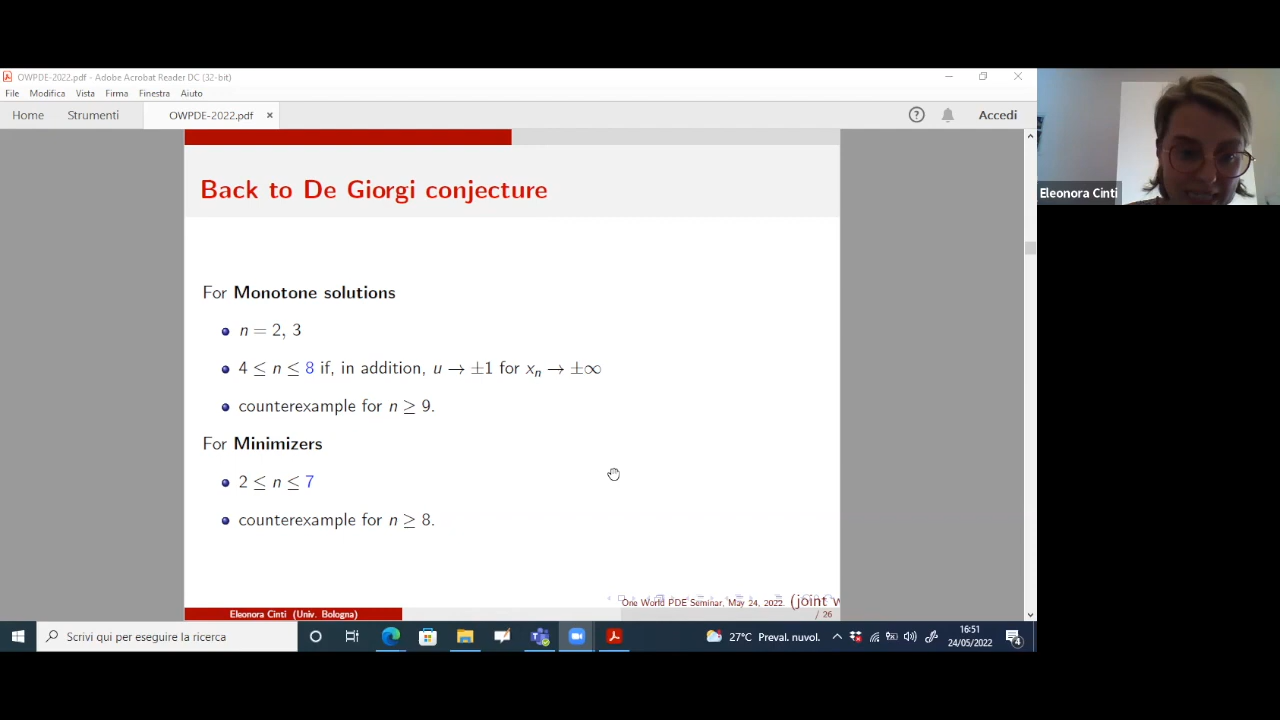 OWPDE-2022.pdf - Adobe Acrobat Reader DC (32-bit)
File Modifica Vista Firma Finestra Aiuto
Home Strumenti OWPDE-2022.pdf × Accedi
Back to De Giorgi conjecture
Eleonora Cinti
For Monotone solutions
n = 2, 3
4 ≤ n ≤ 8 if, in addition, u → ±1 for xn → ±∞
counterexample for n ≥ 9.
For Minimizers
2 ≤ n ≤ 7
counterexample for n ≥ 8.
One World PDE Seminar, May 24, 2022. (joint w
Eleonora Cinti (Univ. Bologna) / 26
Scrivi qui per eseguire la ricerca 27°C Preval. nuvol. 16:51
24/05/2022 4